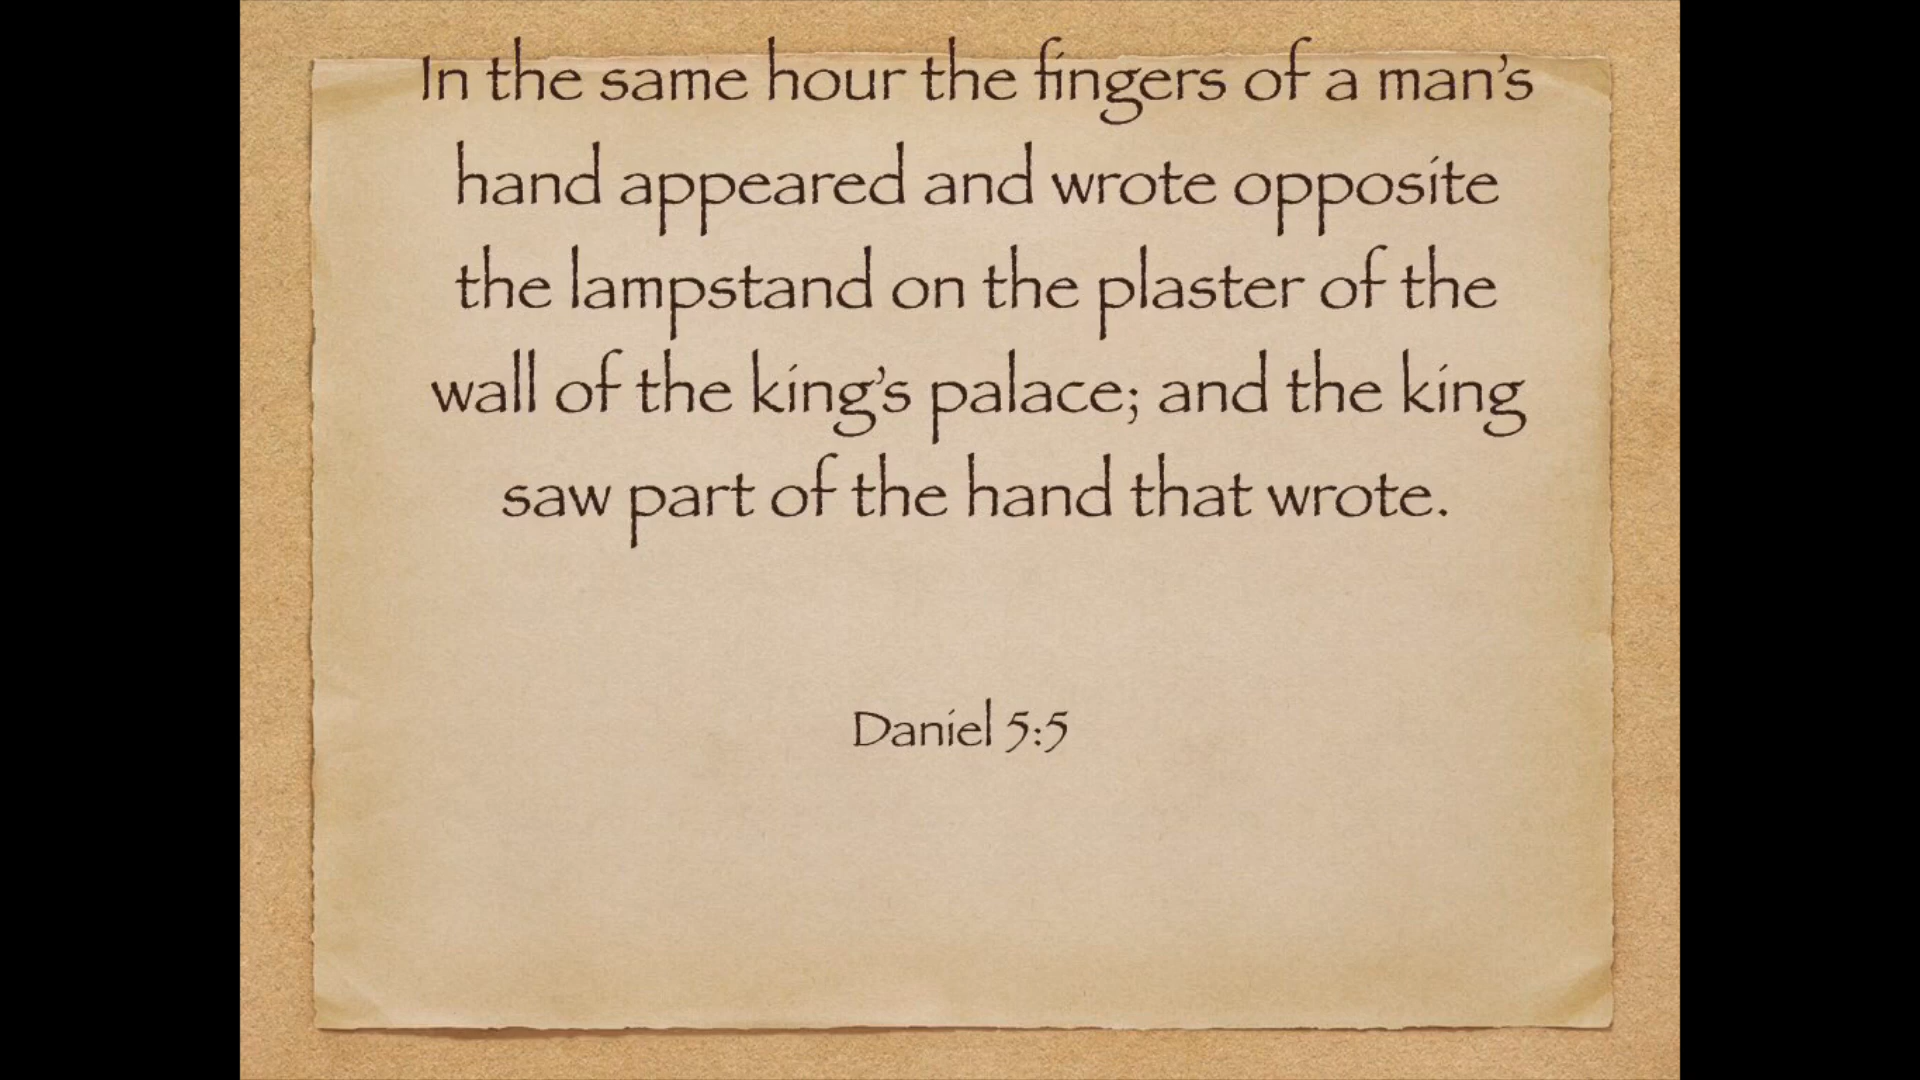 In the same hour the fingers of a man’s
hand appeared and wrote opposite
the lampstand on the plaster of the
wall of the king’s palace; and the king
saw part of the hand that wrote.
Daniel 5:5